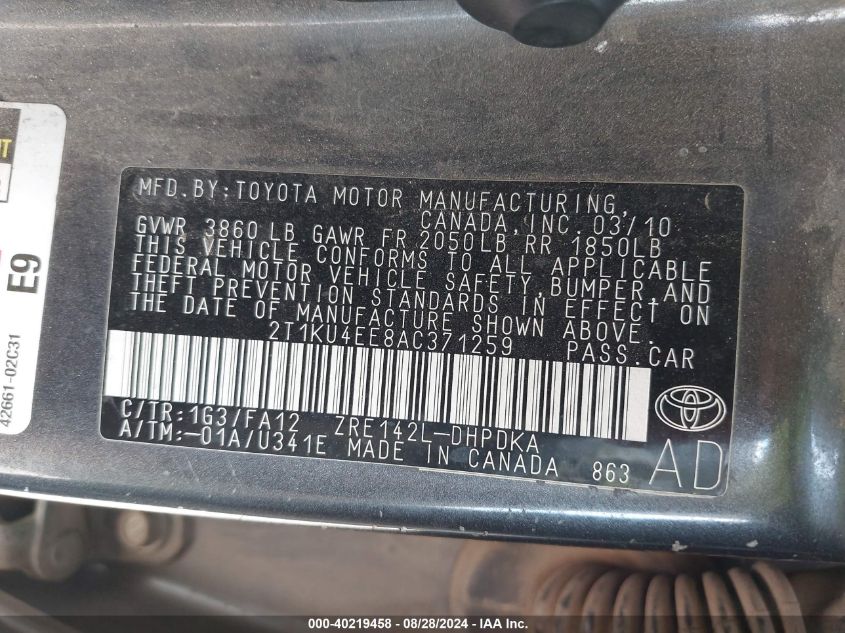 MFD.BY:TOYOTA MOTOR MANUFACTURING,
CANADA,INC. 03/10
GVWR 3860 LB GAWR FR 2050LB RR 1850LB
THIS VEHICLE CONFORMS TO ALL APPLICABLE
FEDERAL MOTOR VEHICLE SAFETY,BUMPER,AND
THEFT PREVENTION STANDARDS IN EFFECT ON
THE DATE OF MANUFACTURE SHOWN ABOVE.
2T1KU4EE8AC371259 PASS.CAR
C/TR:1G3/FA12 ZRE142L-DHPDKA
A/TM:-01A/U341E MADE IN CANADA 863
AD
E9
42661-02C31
000-40219458 - 08/28/2024 - IAAI.com